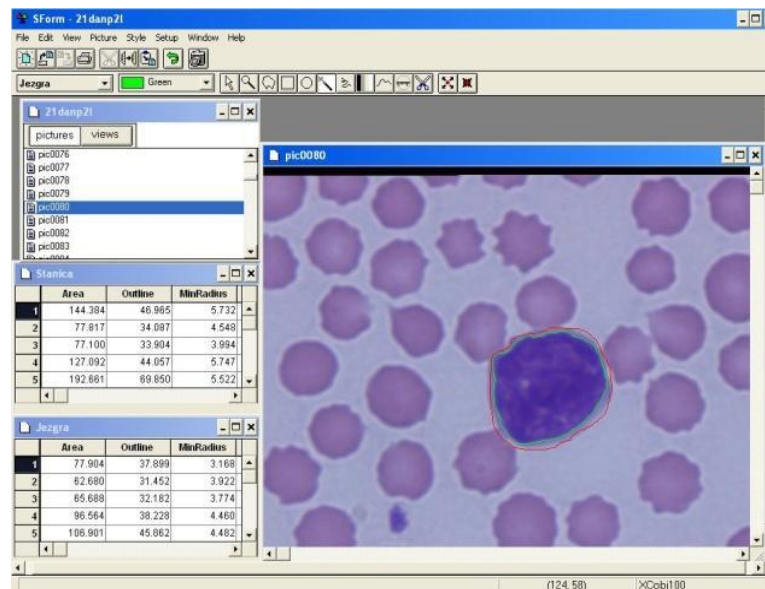 SForm - 21danp2l
File Edit View Picture Style Setup Window Help
Jezgra Green
21danp2l
pictures views
pic0076
pic0077
pic0078
pic0079
pic0080
pic0081
pic0082
pic0083
pic0080
Stanica
Area Outline MinRadius
1 144.384 46.965 5.732
2 77.817 34.087 4.548
3 77.100 33.904 3.994
4 127.092 44.057 5.747
5 192.661 69.850 5.522
Jezgra
Area Outline MinRadius
1 77.904 37.899 3.168
2 62.680 31.452 3.922
3 65.688 32.182 3.774
4 96.564 38.228 4.460
5 106.901 45.862 4.482
(124, 58) XCobi100